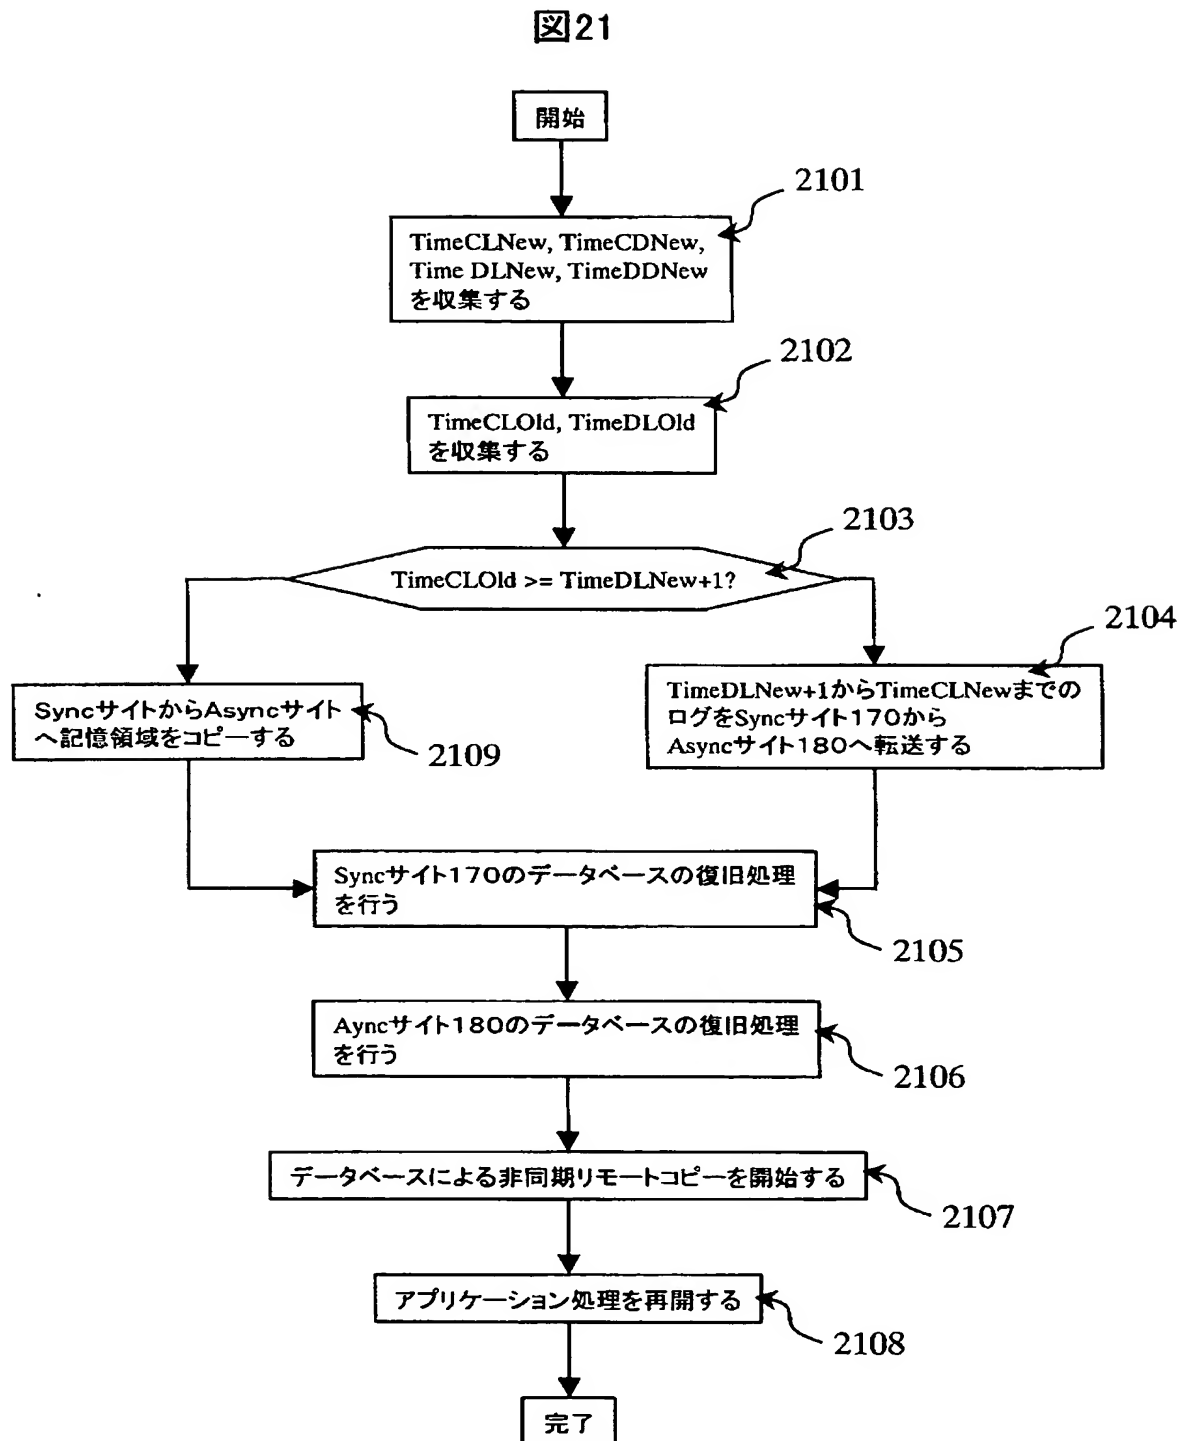 図21
開始
2101
TimeCLNew, TimeCDNew,
Time DLNew, TimeDDNew
を収集する
2102
TimeCLOld, TimeDLOld
を収集する
2103
TimeCLOld >= TimeDLNew+1?
2104
TimeDLNew+1からTimeCLNewまでの
ログをSyncサイト170から
Asyncサイト180へ転送する
SyncサイトからAsyncサイト
へ記憶領域をコピーする
2109
Syncサイト170のデータベースの復旧処理
を行う
2105
Ayncサイト180のデータベースの復旧処理
を行う
2106
データベースによる非同期リモートコピーを開始する
2107
アプリケーション処理を再開する
2108
完了